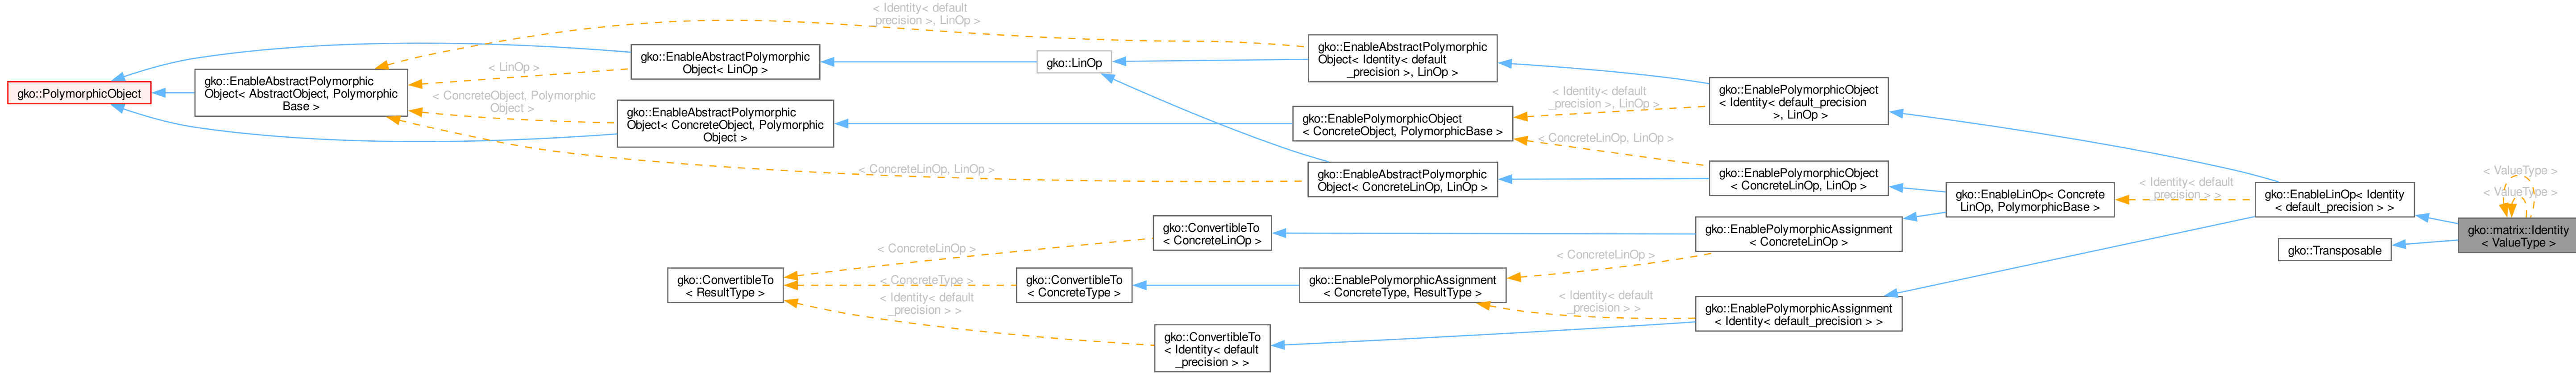 gko::PolymorphicObject
gko::EnableAbstractPolymorphic
Object< AbstractObject, Polymorphic
Base >
< Identity< default
_precision >, LinOp >
< LinOp >
< ConcreteObject, Polymorphic
Object >
gko::EnableAbstractPolymorphic
Object< LinOp >
gko::EnableAbstractPolymorphic
Object< ConcreteObject, Polymorphic
Object >
< ConcreteLinOp, LinOp >
gko::LinOp
gko::EnableAbstractPolymorphic
Object< Identity< default
_precision >, LinOp >
gko::EnablePolymorphicObject
< ConcreteObject, PolymorphicBase >
gko::EnableAbstractPolymorphic
Object< ConcreteLinOp, LinOp >
< Identity< default
_precision >, LinOp >
< ConcreteLinOp, LinOp >
gko::EnablePolymorphicObject
< Identity< default_precision
>, LinOp >
gko::EnablePolymorphicObject
< ConcreteLinOp, LinOp >
gko::EnableLinOp< Concrete
LinOp, PolymorphicBase >
< Identity< default
_precision > >
gko::EnableLinOp< Identity
< default_precision > >
gko::Transposable
< ValueType >
< ValueType >
gko::matrix::Identity
< ValueType >
gko::ConvertibleTo
< ResultType >
< ConcreteLinOp >
< ConcreteType >
< Identity< default
_precision > >
gko::ConvertibleTo
< ConcreteLinOp >
gko::ConvertibleTo
< ConcreteType >
gko::ConvertibleTo
< Identity< default
_precision > >
gko::EnablePolymorphicAssignment
< ConcreteType, ResultType >
< ConcreteLinOp >
< Identity< default
_precision > >
gko::EnablePolymorphicAssignment
< ConcreteLinOp >
gko::EnablePolymorphicAssignment
< Identity< default_precision > >